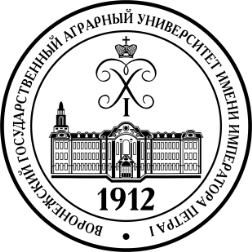 ВОРОНЕЖСКИЙ ГОСУДАРСТВЕННЫЙ АГРАРНЫЙ УНИВЕРСИТЕТ ИМЕНИ ИМПЕРАТОРА ПЕТРА I
I
1912